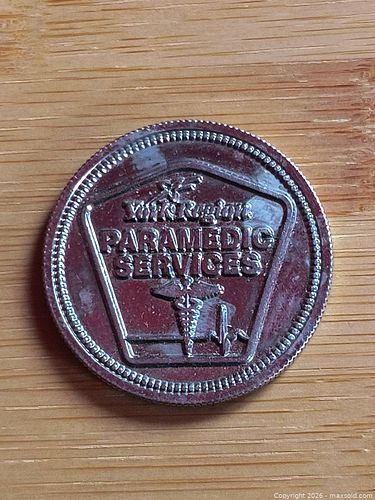 York Region
PARAMEDIC
SERVICES
Copyright 2026 - maxsold.com